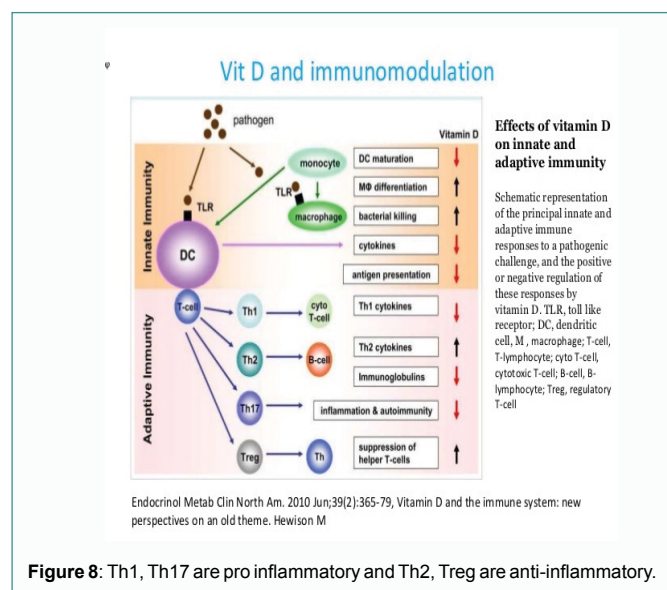 φ
Vit D and immunomodulation
pathogen
Vitamin D
Innate Immunity
TLR
DC
monocyte
TLR
macrophage
DC maturation
MΦ differentiation
bacterial killing
cytokines
antigen presentation
Adaptive Immunity
T-cell
Th1
cyto
T-cell
Th1 cytokines
Th2
B-cell
Th2 cytokines
Immunoglobulins
Th17
inflammation & autoimmunity
Treg
Th
suppression of
helper T-cells
Effects of vitamin D
on innate and
adaptive immunity
Schematic representation
of the principal innate and
adaptive immune
responses to a pathogenic
challenge, and the positive
or negative regulation of
these responses by
vitamin D. TLR, toll like
receptor; DC, dendritic
cell, M , macrophage; T-cell,
T-lymphocyte; cyto T-cell,
cytotoxic T-cell; B-cell, B-
lymphocyte; Treg, regulatory
T-cell
Endocrinol Metab Clin North Am. 2010 Jun;39(2):365-79, Vitamin D and the immune system: new
perspectives on an old theme. Hewison M
Figure 8: Th1, Th17 are pro inflammatory and Th2, Treg are anti-inflammatory.